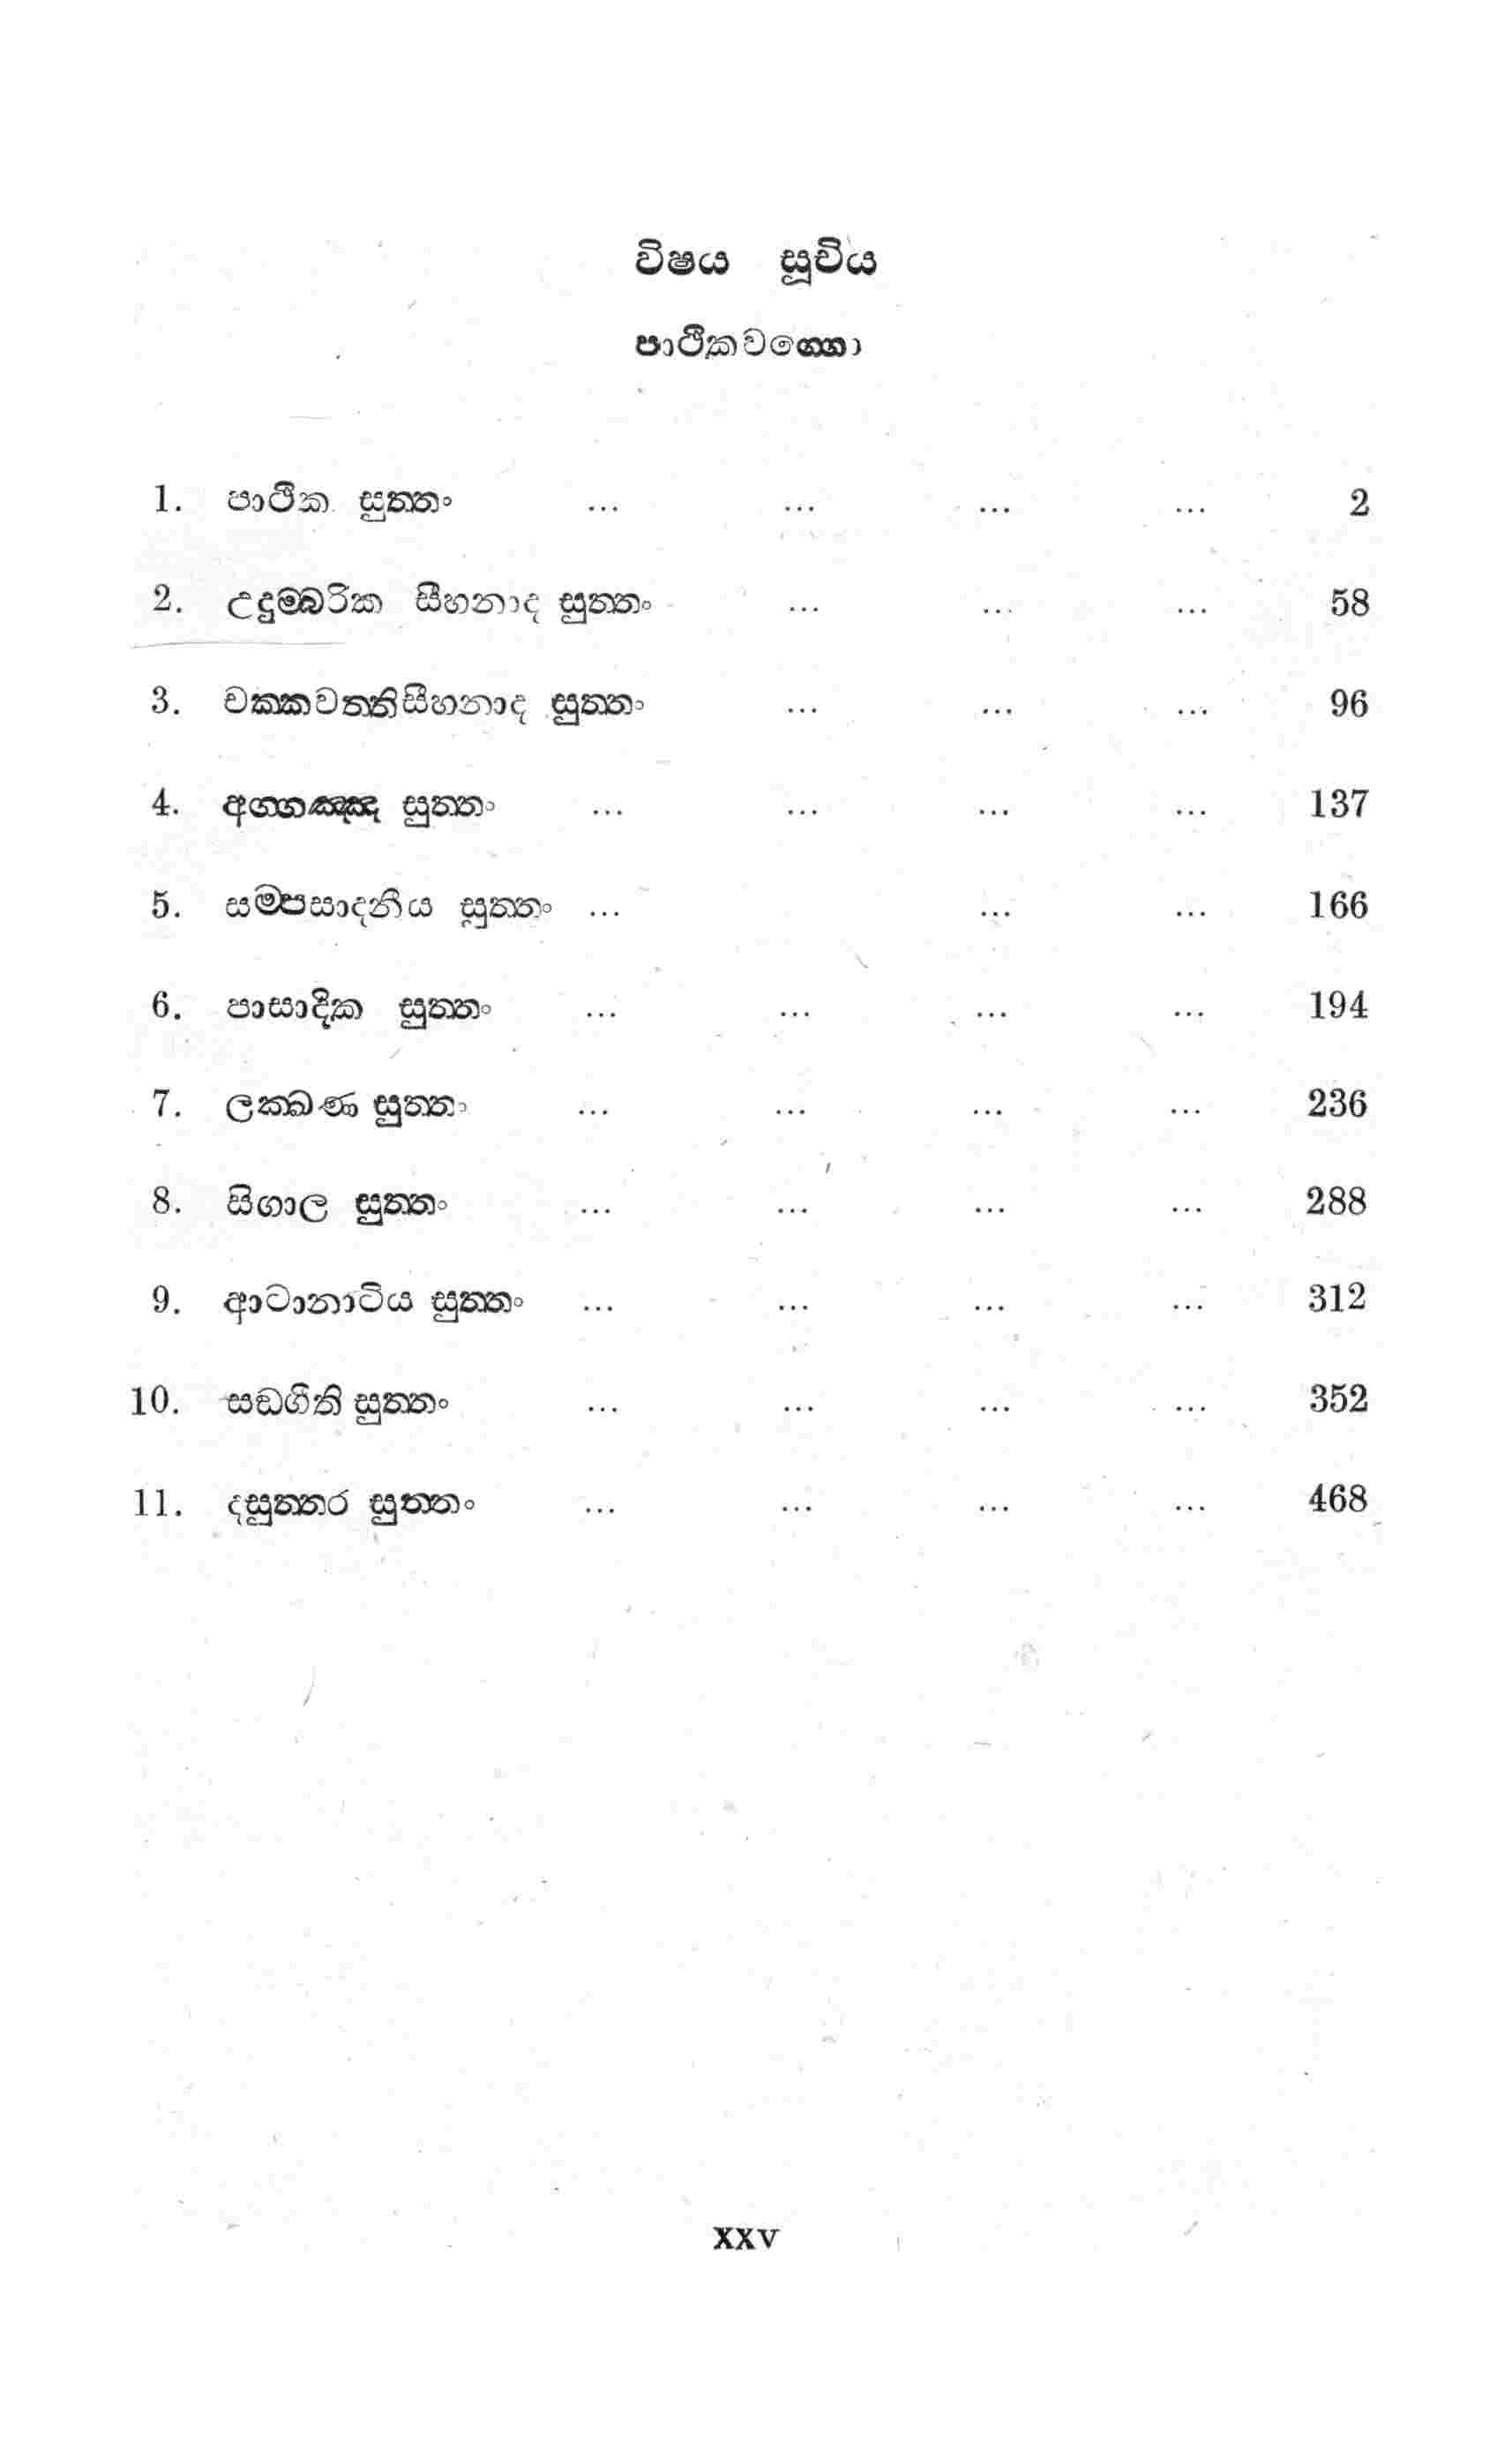 විෂය සූචිය
පාථිකවග්ගො
1. පාථික සුත්තං ... ... ... ... 2
2. උදුම්බරික සීහනාද සුත්තං ... ... ... 58
3. චක්කවත්තිසීහනාද සුත්තං ... ... ... 96
4. අග්ගඤ්ඤ සුත්තං ... ... ... ... 137
5. සම්පසාදනීය සුත්තං ... ... ... 166
6. පාසාදික සුත්තං ... ... ... ... 194
7. ලක්ඛණ සුත්තං ... ... ... ... 236
8. සිගාල සුත්තං ... ... ... ... 288
9. ආටානාටිය සුත්තං ... ... ... ... 312
10. සඞ්ගීති සුත්තං ... ... ... ... 352
11. දසුත්තර සුත්තං ... ... ... ... 468
xxv